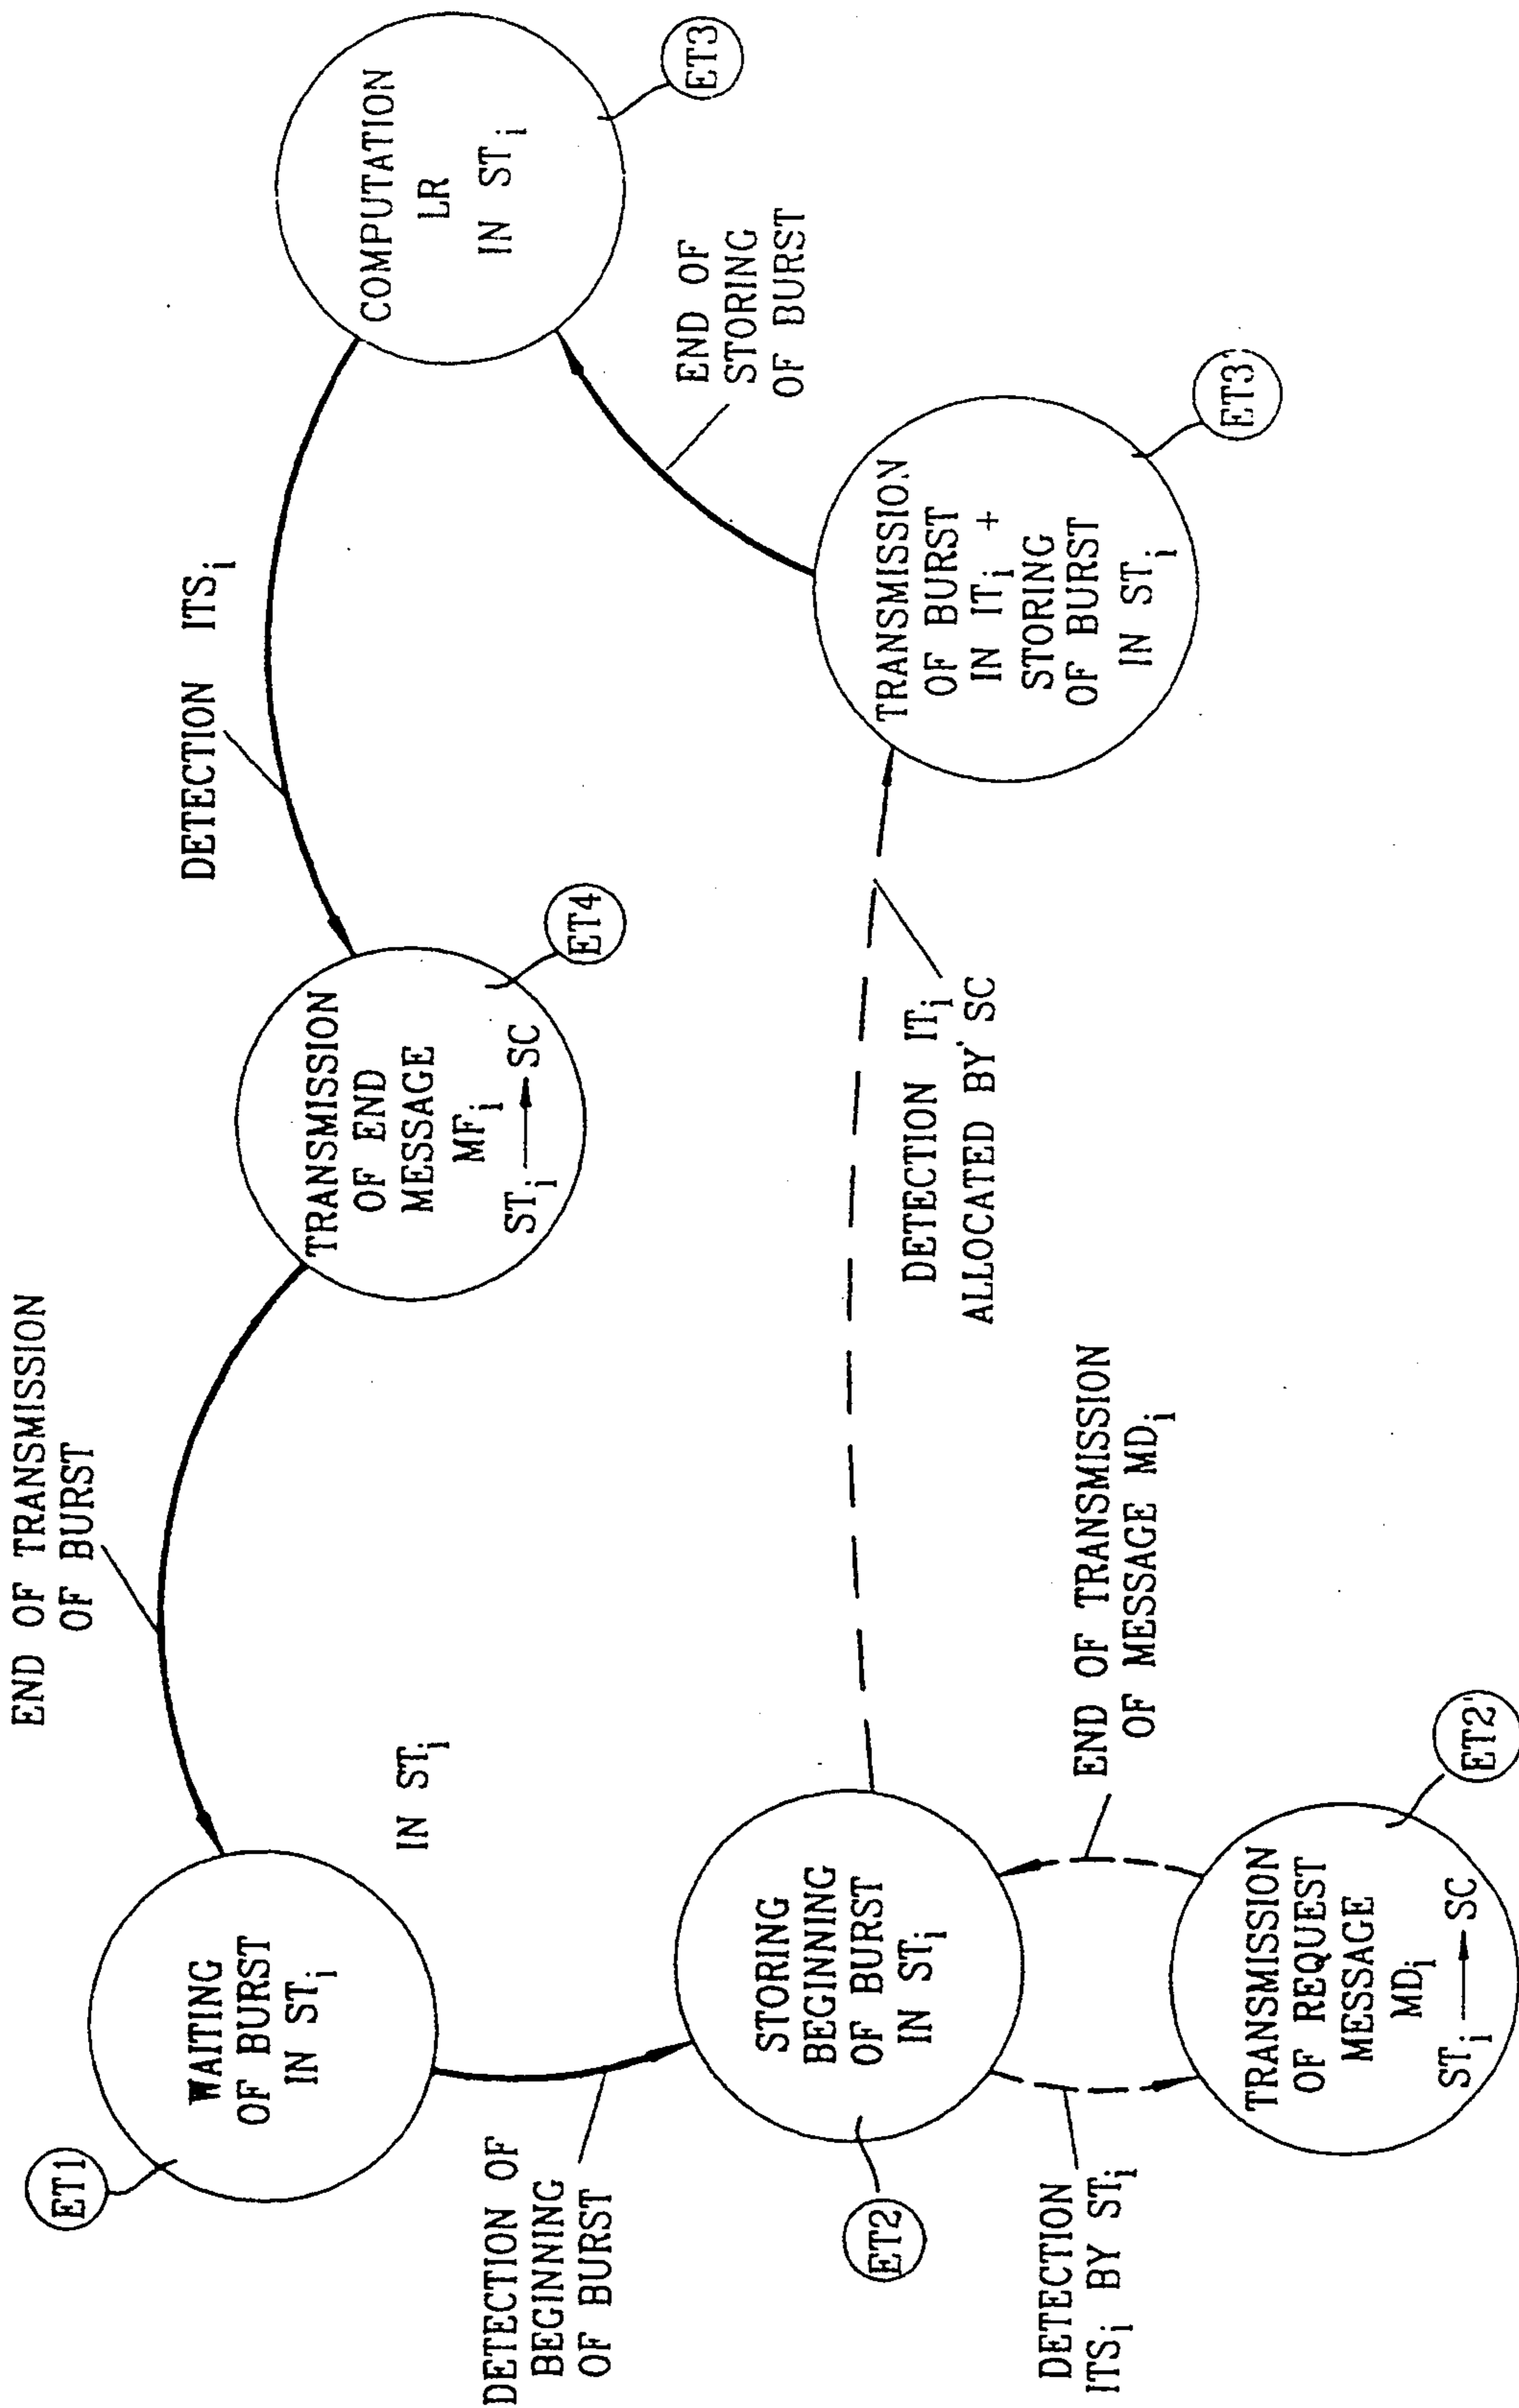 END OF TRANSMISSION
OF BURST
DETECTION ITSi
ET1
WAITING
OF BURST
IN STi
IN STi
TRANSMISSION
OF END
MESSAGE
MFi
STi → SC
ET4
COMPUTATION
LR
IN STi
ET3
DETECTION OF
BEGINNING
OF BURST
END OF
STORING
OF BURST
STORING
BEGINNING
OF BURST
IN STi
ET2
DETECTION ITi
ALLOCATED BY SC
TRANSMISSION
OF BURST
IN ITi +
STORING
OF BURST
IN STi
ET3'
DETECTION
ITSi BY STi
END OF TRANSMISSION
OF MESSAGE MDi
TRANSMISSION
OF REQUEST
MESSAGE
MDi
STi → SC
ET2'